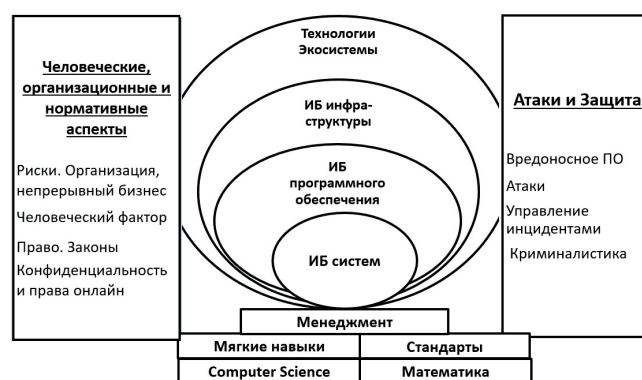 Человеческие,
организационные и
нормативные
аспекты
Риски. Организация,
непрерывный бизнес
Человеческий фактор
Право. Законы
Конфиденциальность
и права онлайн
Технологии
Экосистемы
ИБ инфра-
структуры
ИБ
программного
обеспечения
ИБ систем
Атаки и Защита
Вредоносное ПО
Атаки
Управление
инцидентами
Криминалистика
Менеджмент
Мягкие навыки
Стандарты
Computer Science
Математика